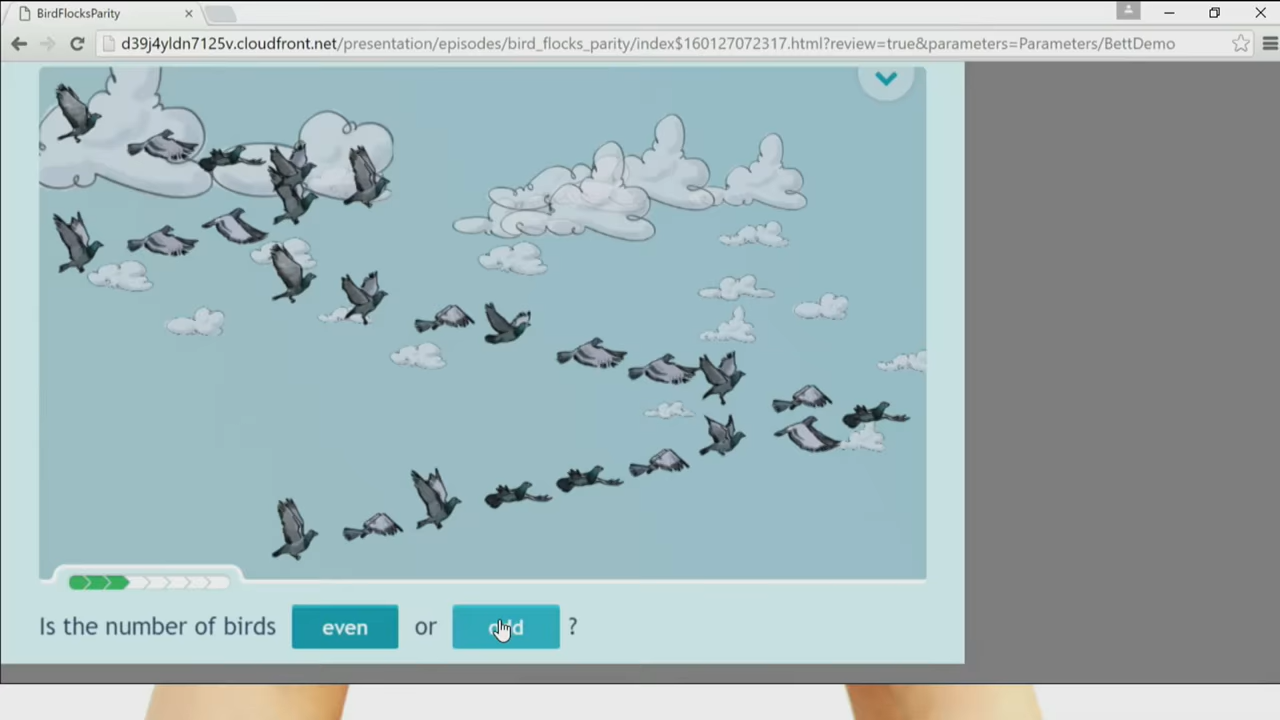 BirdFlocksParity
d39j4yldn7125v.cloudfront.net/presentation/episodes/bird_flocks_parity/index$160127072317.html?review=true&parameters=Parameters/BettDemo
Is the number of birds even or odd ?